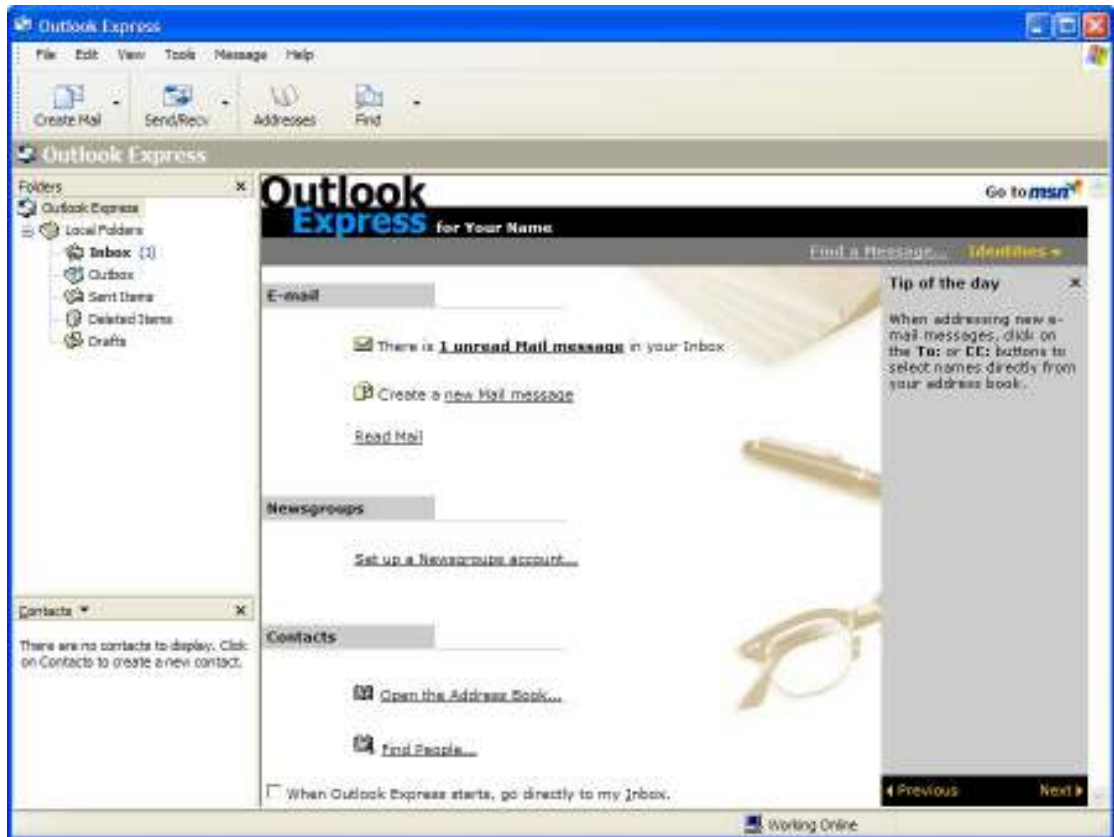 Outlook Express
File Edit View Tools Message Help
Create Mail Send/Recv Addresses Find
Outlook Express
Folders
Outlook Express
Local Folders
Inbox (1)
Outbox
Sent Items
Deleted Items
Drafts
Contacts
There are no contacts to display. Click
on Contacts to create a new contact.
Outlook
Express for Your Name
Go to msn
Find a Message... Identities
E-mail
There is 1 unread Mail message in your Inbox
Create a new Mail message
Read Mail
Newsgroups
Set up a Newsgroups account...
Contacts
Open the Address Book...
Find People...
When Outlook Express starts, go directly to my Inbox.
Tip of the day
When addressing new e-
mail messages, click on
the To: or CC: buttons to
select names directly from
your address book.
Previous Next
Working Online